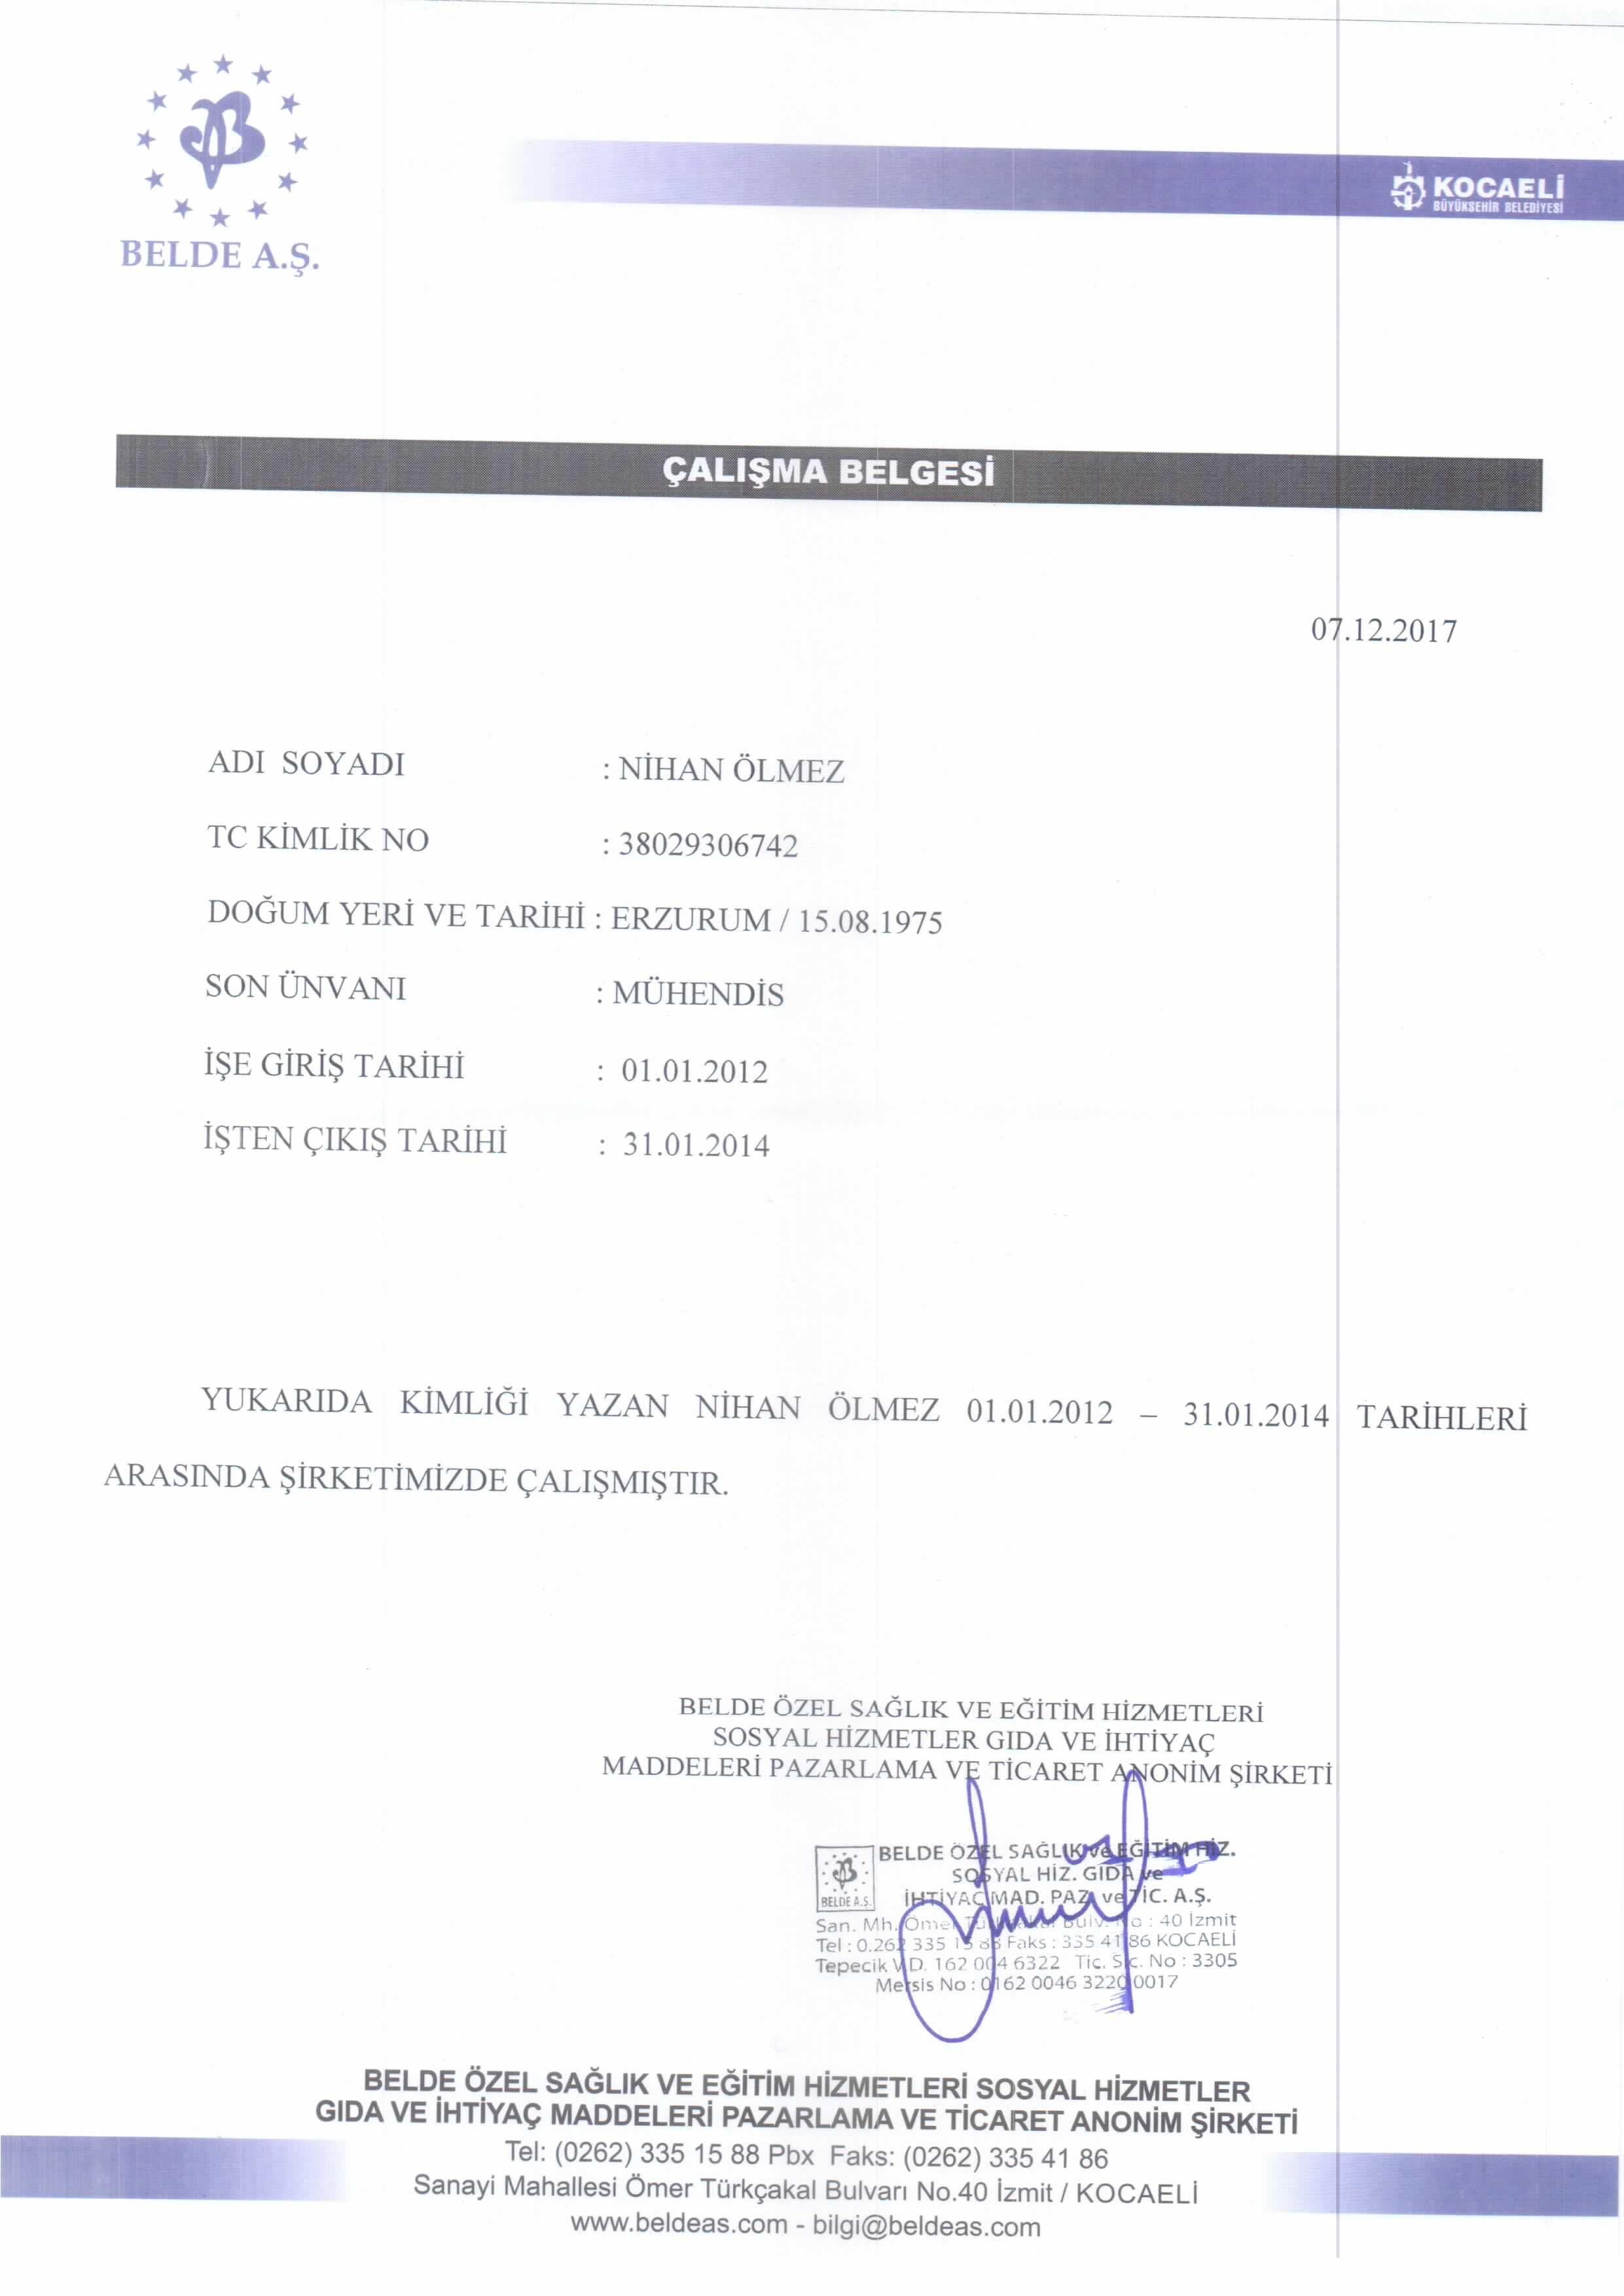 BELDE A.Ş.
KOCAELİ
BÜYÜKŞEHİR BELEDİYESİ
ÇALIŞMA BELGESİ
07.12.2017
ADI SOYADI : NİHAN ÖLMEZ
TC KİMLİK NO : 38029306742
DOĞUM YERİ VE TARİHİ : ERZURUM / 15.08.1975
SON ÜNVANI : MÜHENDİS
İŞE GİRİŞ TARİHİ : 01.01.2012
İŞTEN ÇIKIŞ TARİHİ : 31.01.2014
YUKARIDA KİMLİĞİ YAZAN NİHAN ÖLMEZ 01.01.2012 – 31.01.2014 TARİHLERİ
ARASINDA ŞİRKETİMİZDE ÇALIŞMIŞTIR.
BELDE ÖZEL SAĞLIK VE EĞİTİM HİZMETLERİ
SOSYAL HİZMETLER GIDA VE İHTİYAÇ
MADDELERİ PAZARLAMA VE TİCARET ANONİM ŞİRKETİ
BELDE ÖZEL SAĞLIK ve EĞİTİM HİZ.
SOSYAL HİZ. GIDA ve
BELDE A.S. İHTİYAÇ MAD. PAZ. ve TİC. A.Ş.
San. Mh. Ömer Bulv. No : 40 İzmit
Tel : 0.262 335 15 88 Faks : 335 41 86 KOCAELİ
Tepecik V.D. 162 004 6322 Tic. Sic. No : 3305
Mersis No : 0162 0046 3220 0017
BELDE ÖZEL SAĞLIK VE EĞİTİM HİZMETLERİ SOSYAL HİZMETLER
GIDA VE İHTİYAÇ MADDELERİ PAZARLAMA VE TİCARET ANONİM ŞİRKETİ
Tel: (0262) 335 15 88 Pbx Faks: (0262) 335 41 86
Sanayi Mahallesi Ömer Türkçakal Bulvarı No.40 İzmit / KOCAELİ
www.beldeas.com - bilgi@beldeas.com